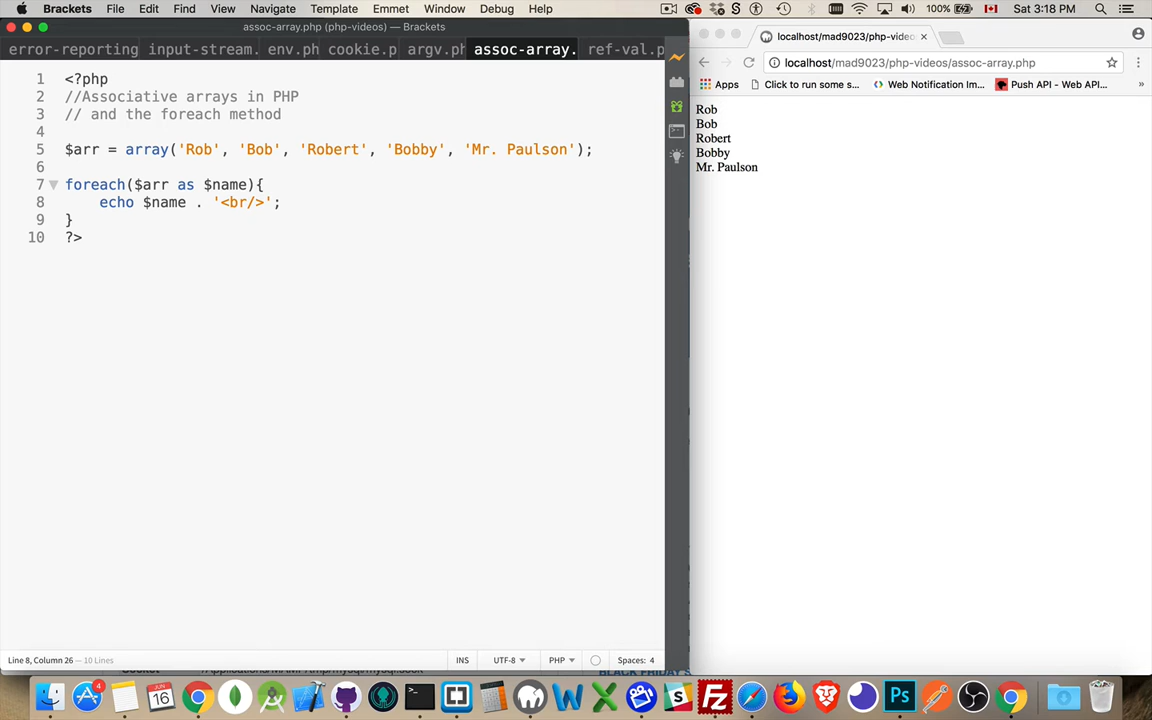 Brackets File Edit Find View Navigate Template Emmet Window Debug Help 100% Sat 3:18 PM
assoc-array.php (php-videos) — Brackets
error-reporting input-stream. env.ph cookie.p argv.ph assoc-array. ref-val.p
1 <?php
2 //Associative arrays in PHP
3 // and the foreach method
4
5 $arr = array('Rob', 'Bob', 'Robert', 'Bobby', 'Mr. Paulson');
6
7 foreach($arr as $name){
8 echo $name . '<br/>';
9 }
10 ?>
Line 8, Column 26 — 10 Lines INS UTF-8 PHP Spaces: 4
localhost/mad9023/php-video
localhost/mad9023/php-videos/assoc-array.php
Apps Click to run some s... Web Notification Im... Push API - Web API... »
Rob
Bob
Robert
Bobby
Mr. Paulson
4 JUN 16 Ps